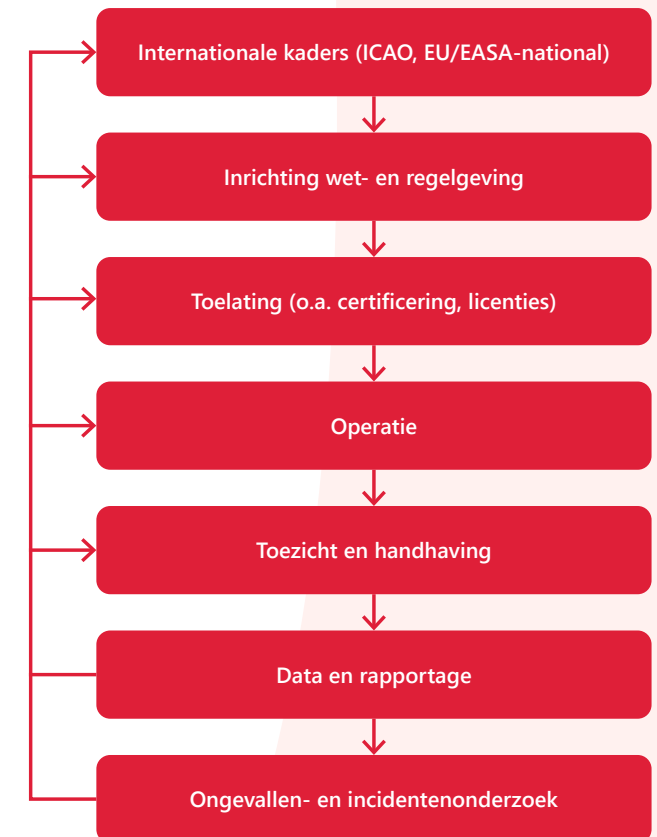 Internationale kaders (ICAO, EU/EASA-national)
Inrichting wet- en regelgeving
Toelating (o.a. certificering, licenties)
Operatie
Toezicht en handhaving
Data en rapportage
Ongevallen- en incidentenonderzoek